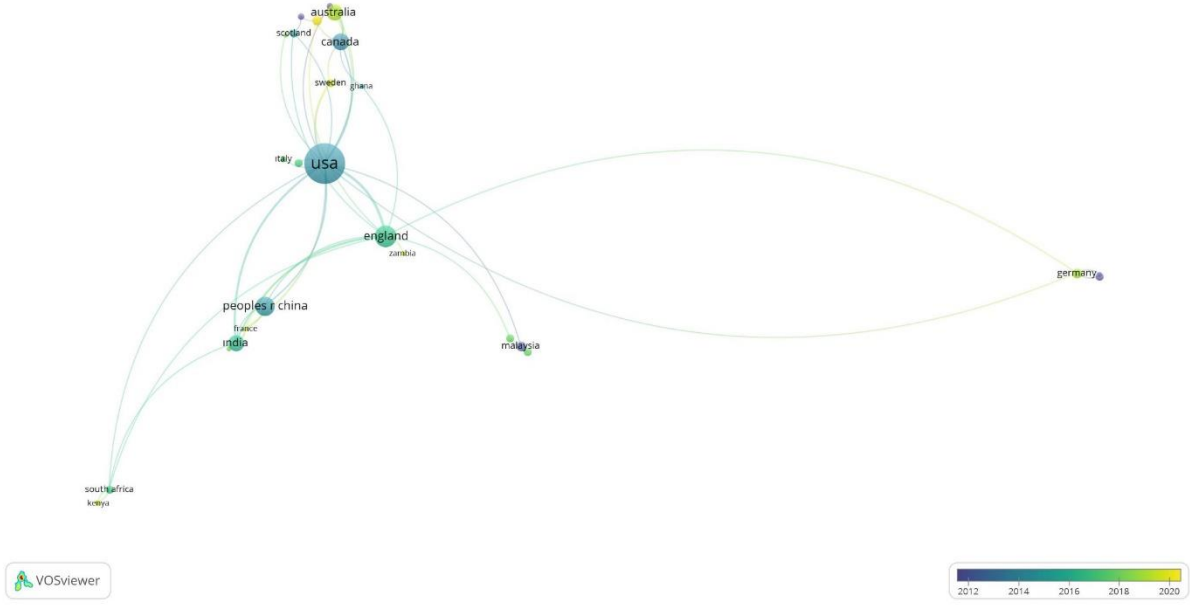 australia
scotland
canada
sweden
ghana
italy
usa
england
zambia
germany
peoples r china
france
india
malaysia
south africa
kenya
VOSviewer
2012 2014 2016 2018 2020